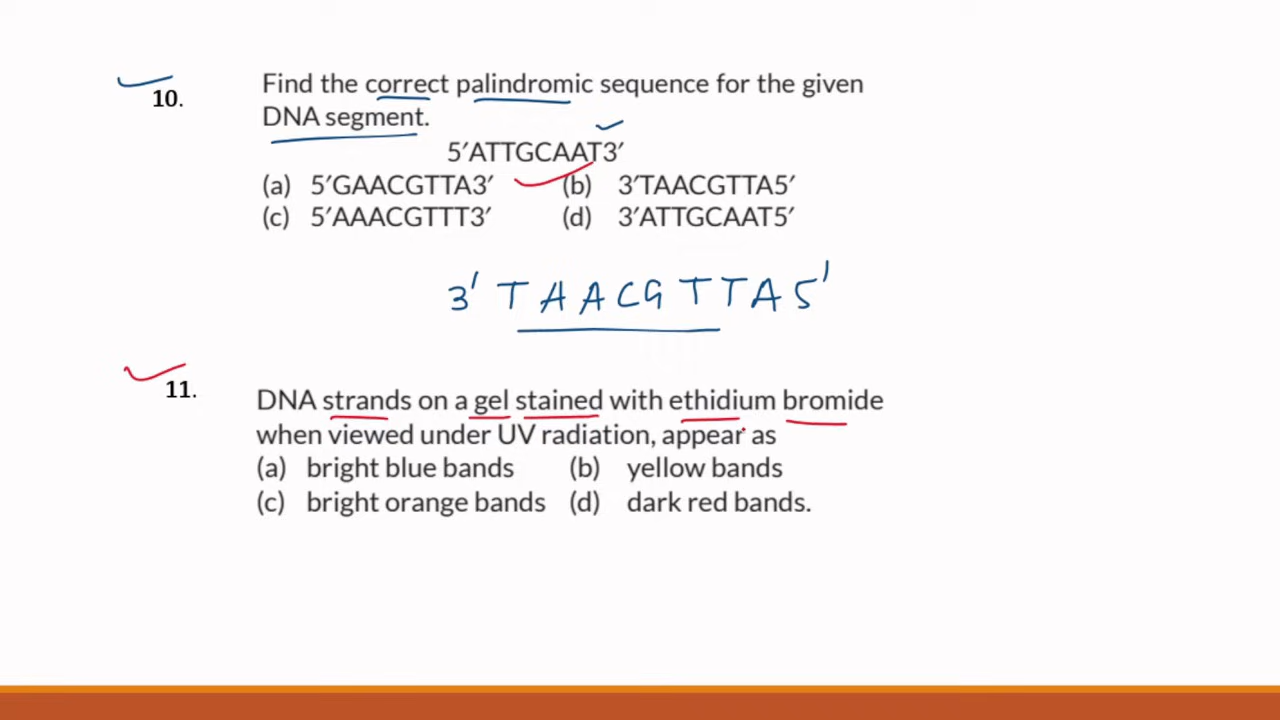 10. Find the correct palindromic sequence for the given
DNA segment.
5′ATTGCAAT3′
(a) 5′GAACGTTA3′ (b) 3′TAACGTTA5′
(c) 5′AAACGTTT3′ (d) 3′ATTGCAAT5′
3' TAACGTTA5'
11. DNA strands on a gel stained with ethidium bromide
when viewed under UV radiation, appear as
(a) bright blue bands (b) yellow bands
(c) bright orange bands (d) dark red bands.